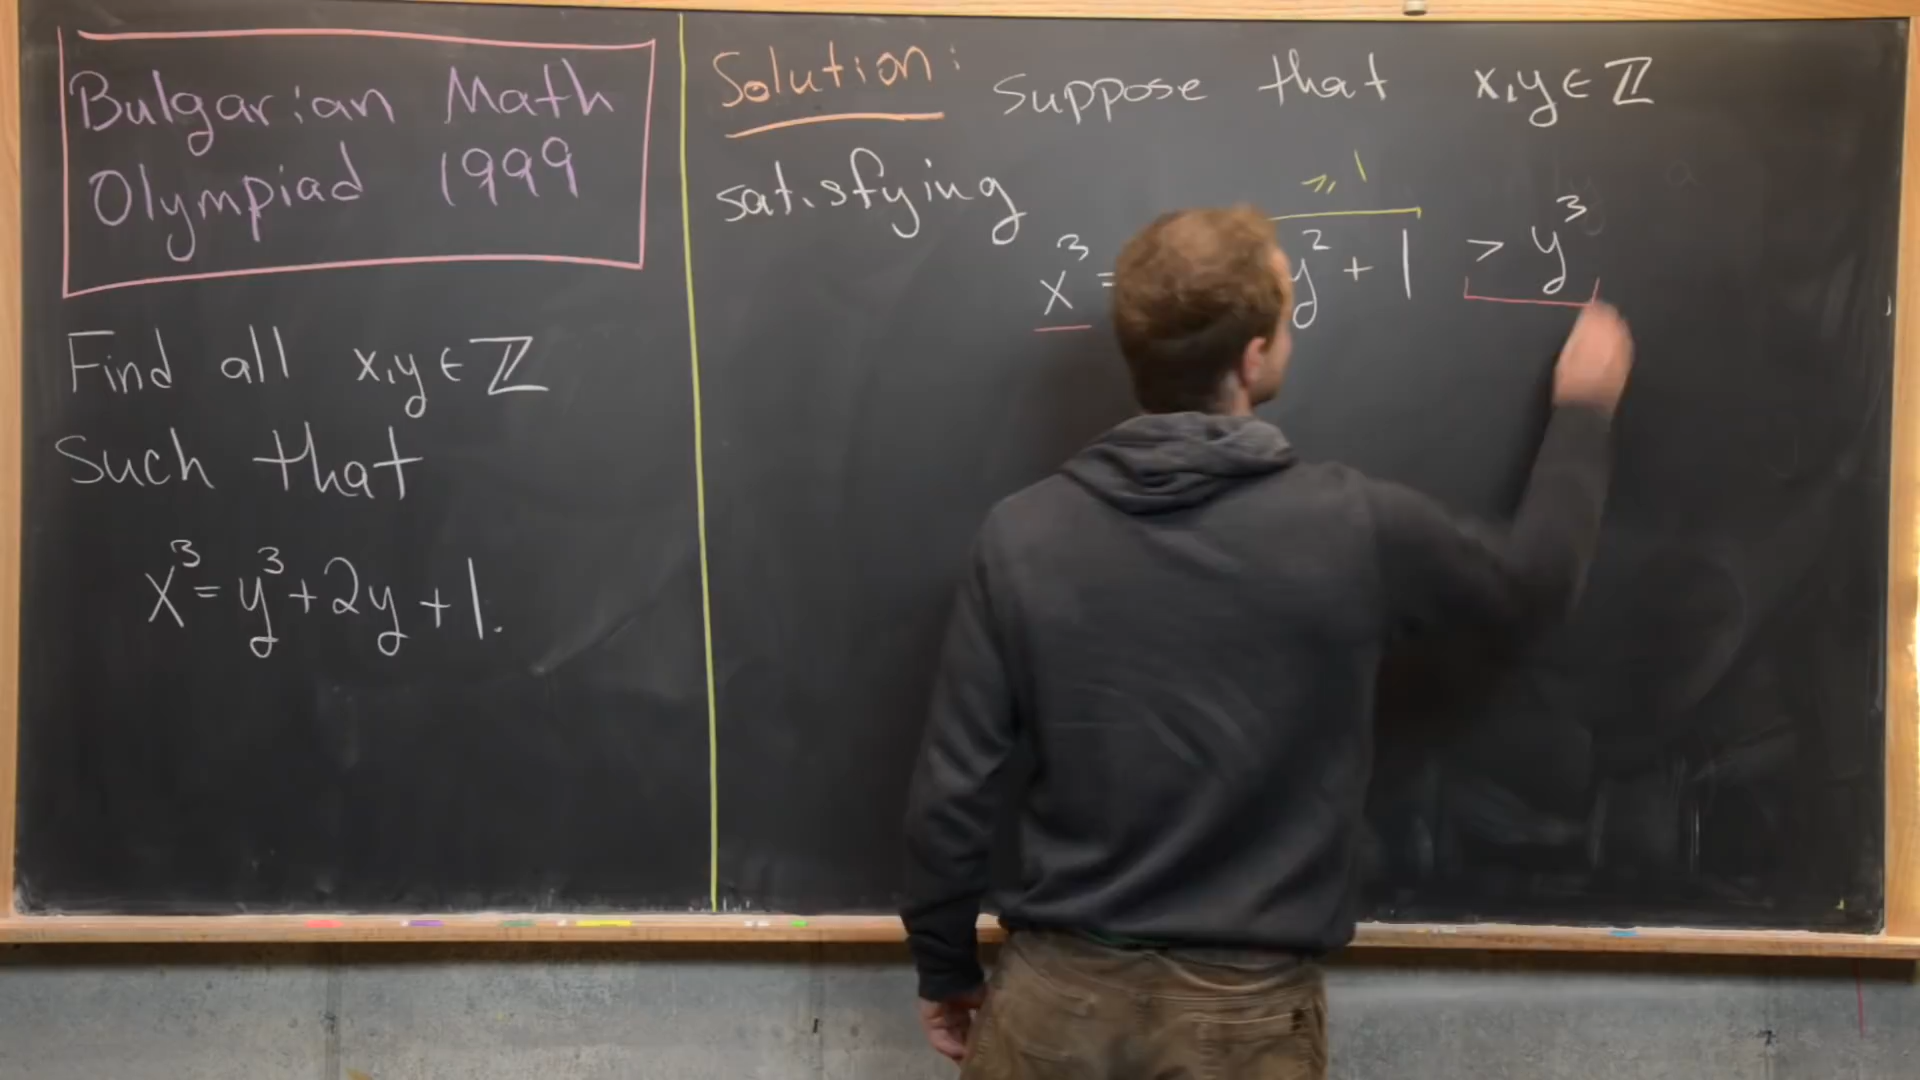 Bulgarian Math
Olympiad 1999
Find all x,y ∈ ℤ
Such that
x³=y³+2y+1.
Solution: Suppose that x,y∈ℤ
satisfying
≥1
x³= y²+1 > y³